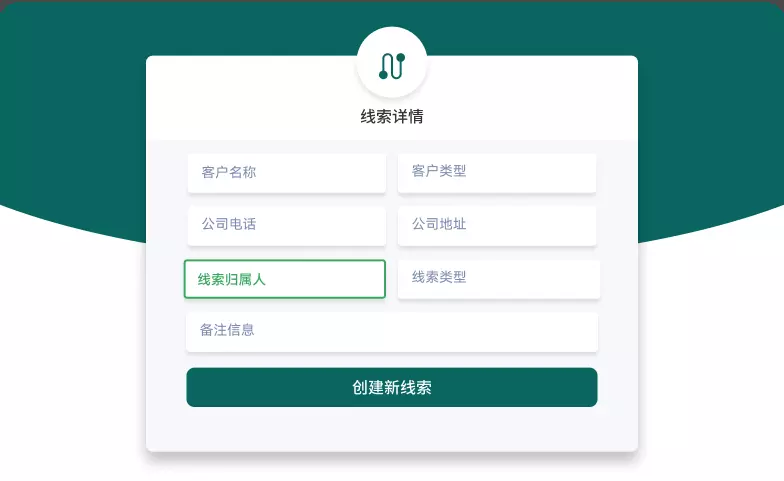 线索详情
客户名称
客户类型
公司电话
公司地址
线索归属人
线索类型
备注信息
创建新线索